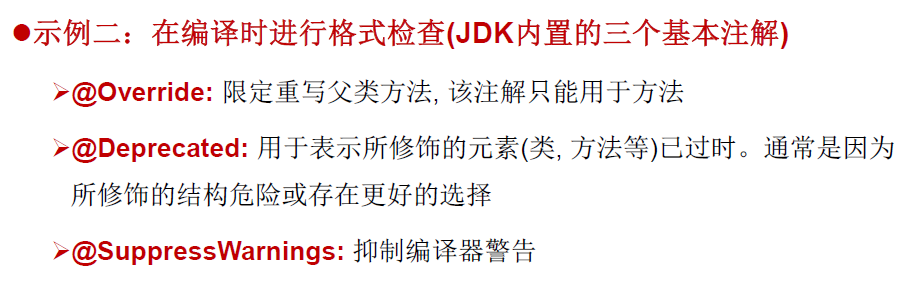 ●示例二：在编译时进行格式检查(JDK内置的三个基本注解)
➢@Override: 限定重写父类方法, 该注解只能用于方法
➢@Deprecated: 用于表示所修饰的元素(类, 方法等)已过时。通常是因为
所修饰的结构危险或存在更好的选择
➢@SuppressWarnings: 抑制编译器警告